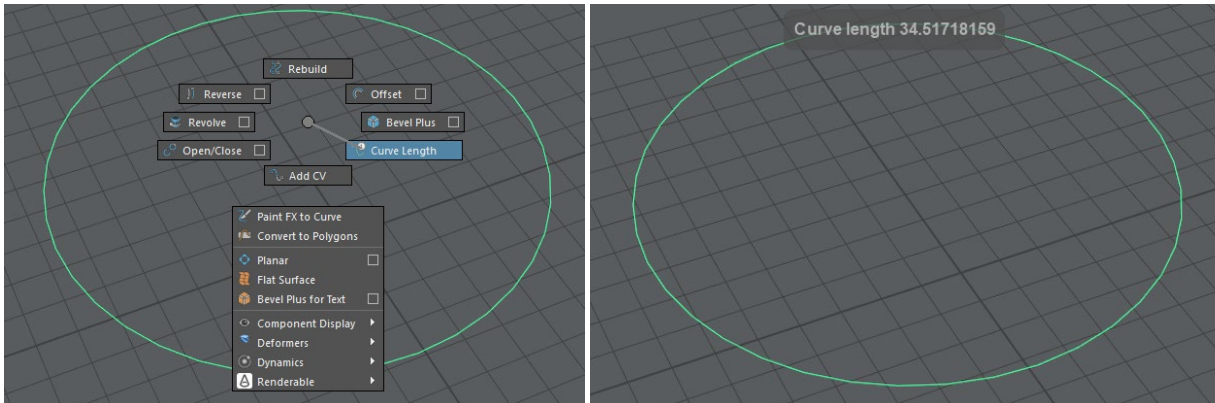 Rebuild
Reverse
Offset
Revolve
Bevel Plus
Open/Close
Curve Length
Add CV
Paint FX to Curve
Convert to Polygons
Planar
Flat Surface
Bevel Plus for Text
Component Display
Deformers
Dynamics
Renderable
Curve length 34.51718159